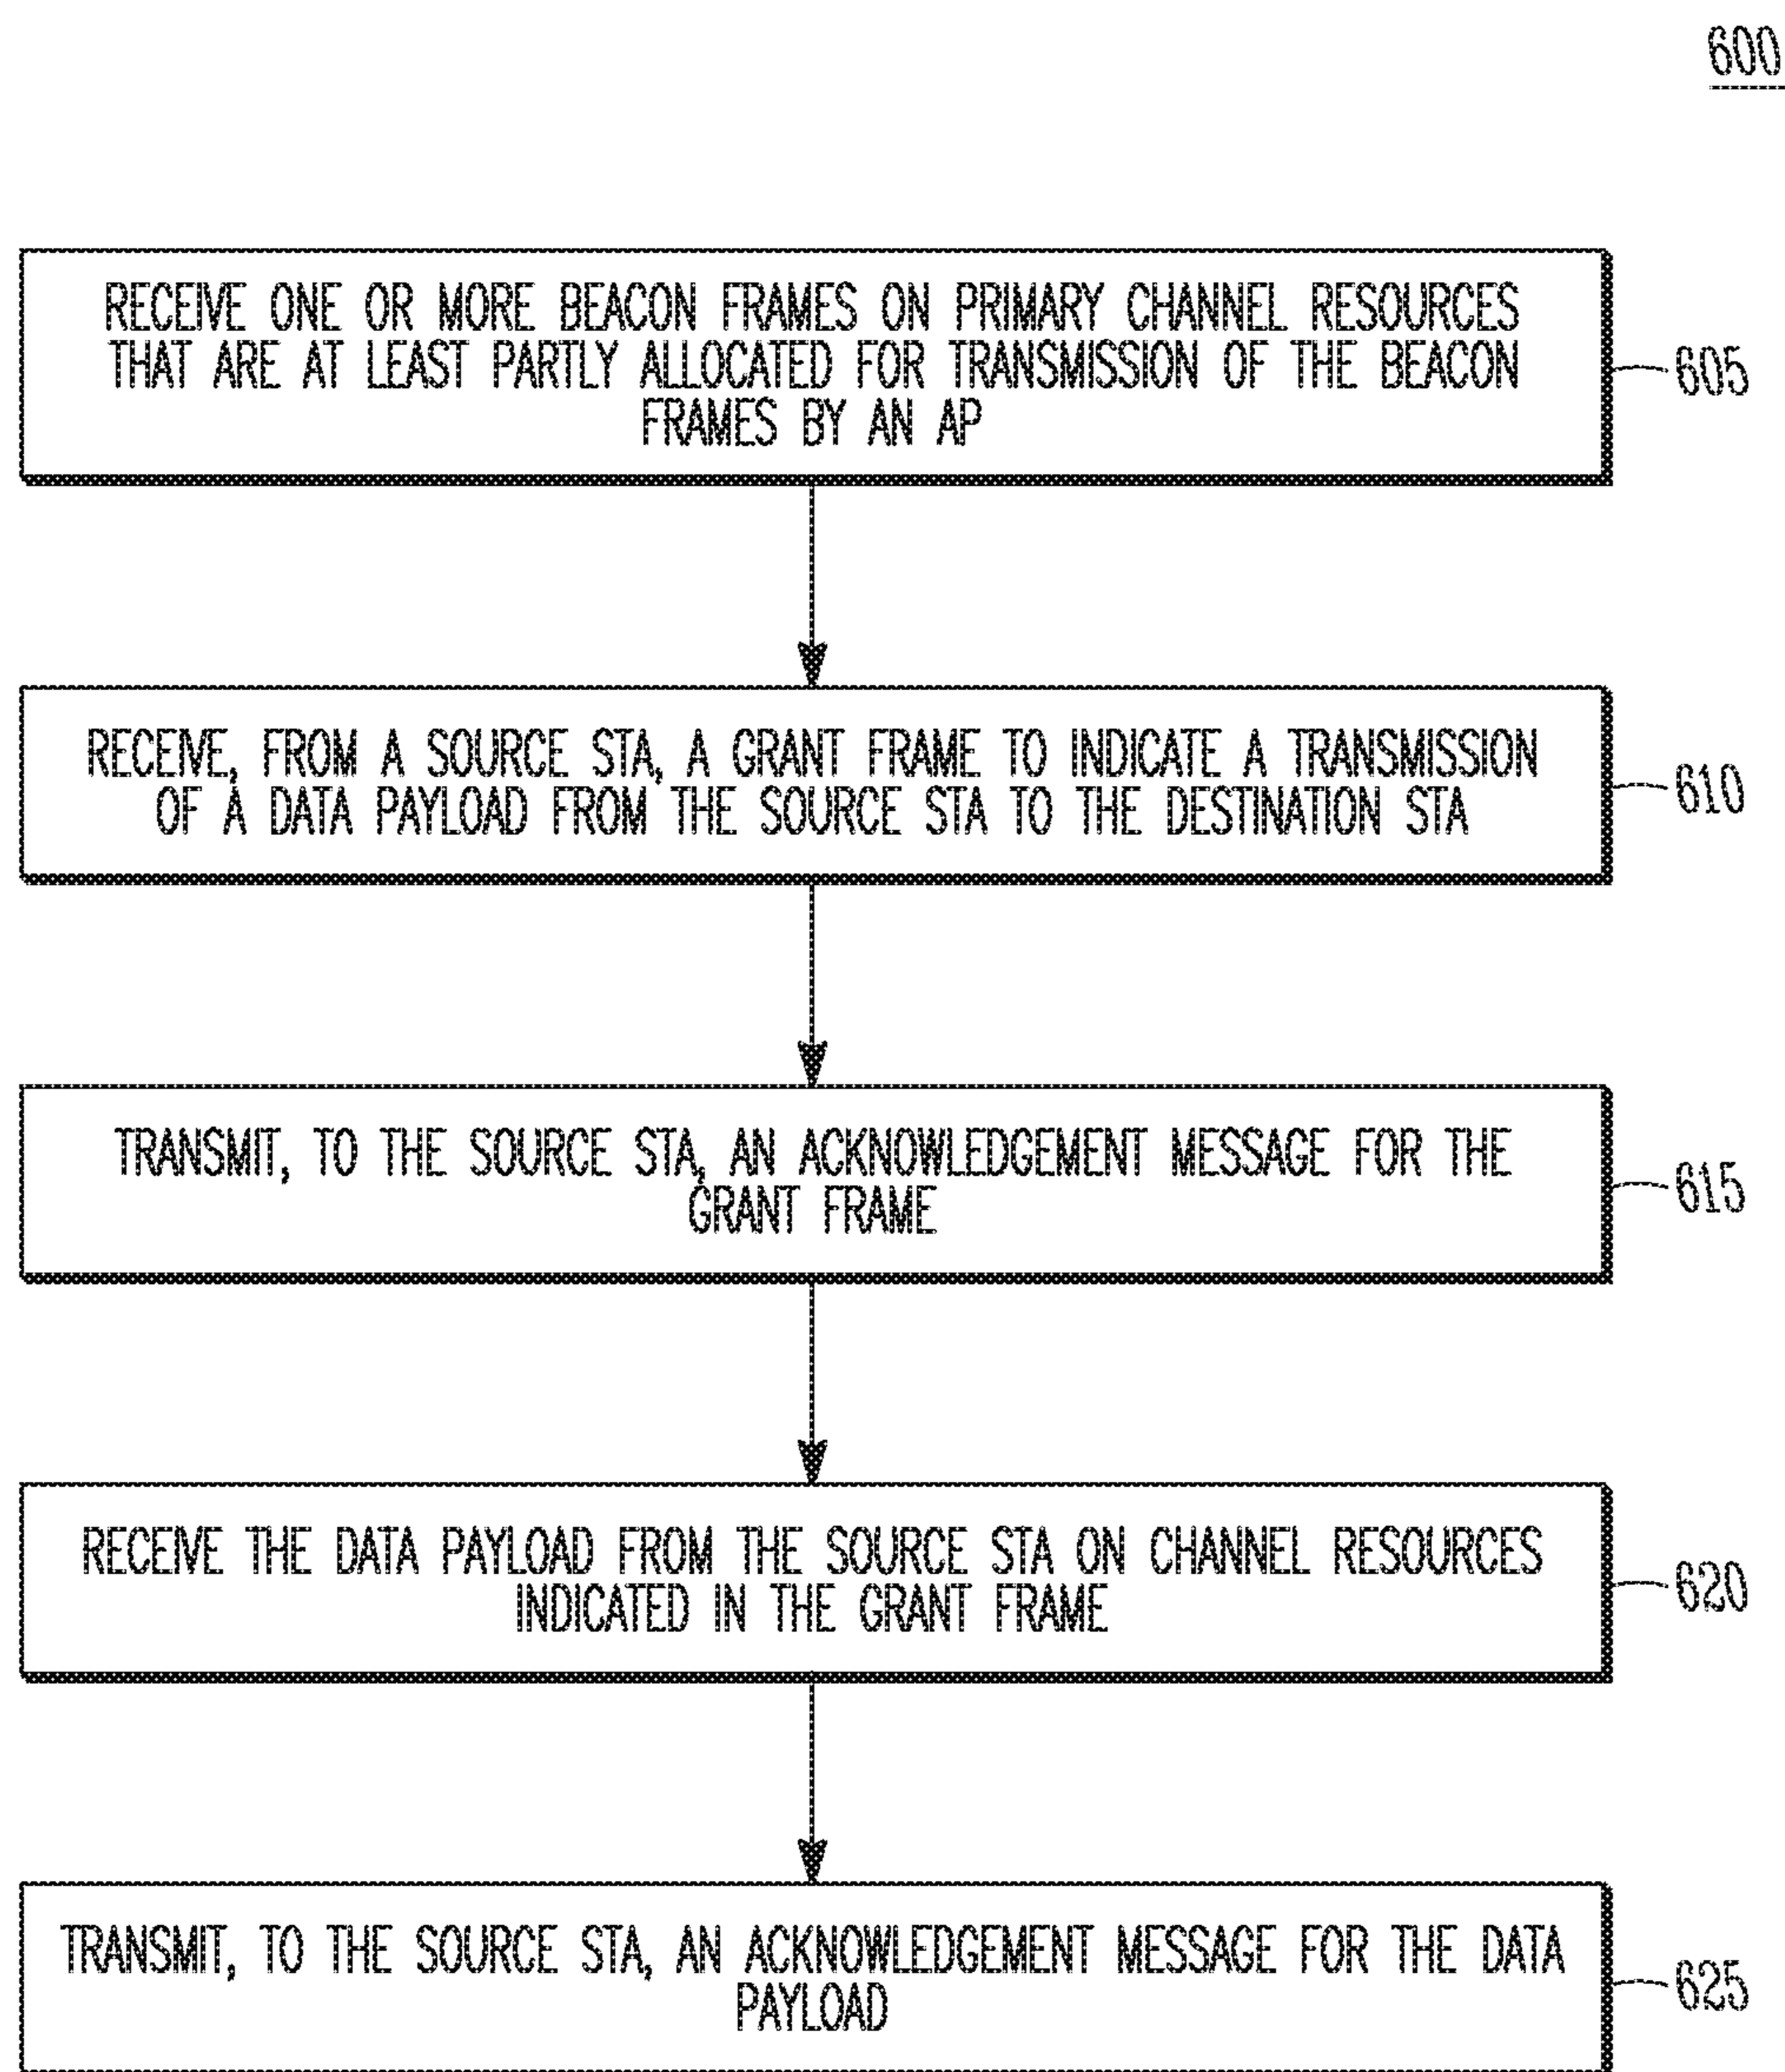 600
RECEIVE ONE OR MORE BEACON FRAMES ON PRIMARY CHANNEL RESOURCES
THAT ARE AT LEAST PARTLY ALLOCATED FOR TRANSMISSION OF THE BEACON
FRAMES BY AN AP
605
RECEIVE, FROM A SOURCE STA, A GRANT FRAME TO INDICATE A TRANSMISSION
OF A DATA PAYLOAD FROM THE SOURCE STA TO THE DESTINATION STA
610
TRANSMIT, TO THE SOURCE STA, AN ACKNOWLEDGEMENT MESSAGE FOR THE
GRANT FRAME
615
RECEIVE THE DATA PAYLOAD FROM THE SOURCE STA ON CHANNEL RESOURCES
INDICATED IN THE GRANT FRAME
620
TRANSMIT, TO THE SOURCE STA, AN ACKNOWLEDGEMENT MESSAGE FOR THE DATA
PAYLOAD
625